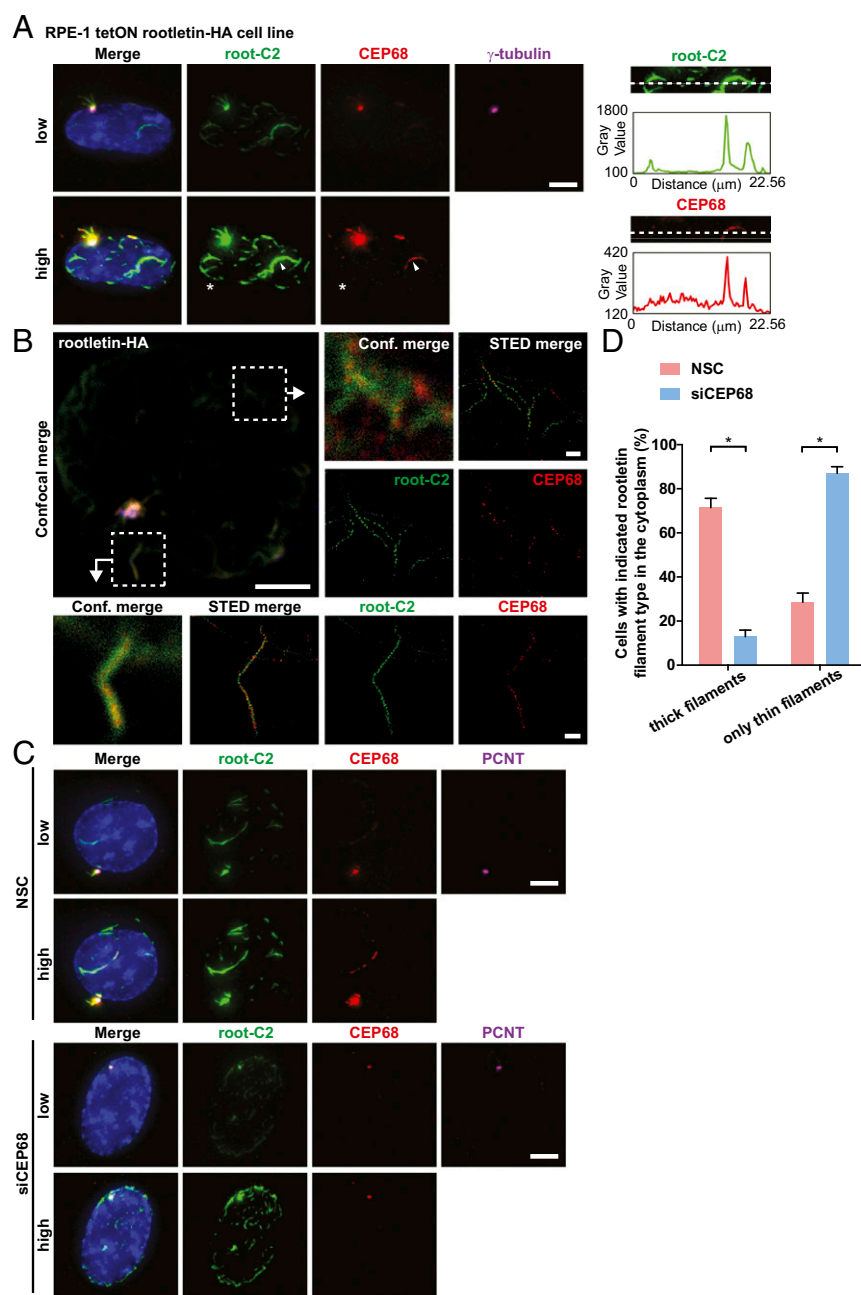 A RPE-1 tetON rootletin-HA cell line
Merge root-C2 CEP68 γ-tubulin
low
high
*
*
root-C2
1800
Gray Value
100
0 Distance (μm) 22.56
CEP68
420
Gray Value
120
0 Distance (μm) 22.56
B
rootletin-HA
Confocal merge
Conf. merge STED merge
root-C2 CEP68
Conf. merge STED merge root-C2 CEP68
C
Merge root-C2 CEP68 PCNT
NSC
low
high
Merge root-C2 CEP68 PCNT
siCEP68
low
high
D
NSC
siCEP68
Cells with indicated rootletin
filament type in the cytoplasm (%)
100
80
60
40
20
0
*
*
thick filaments
only thin filaments